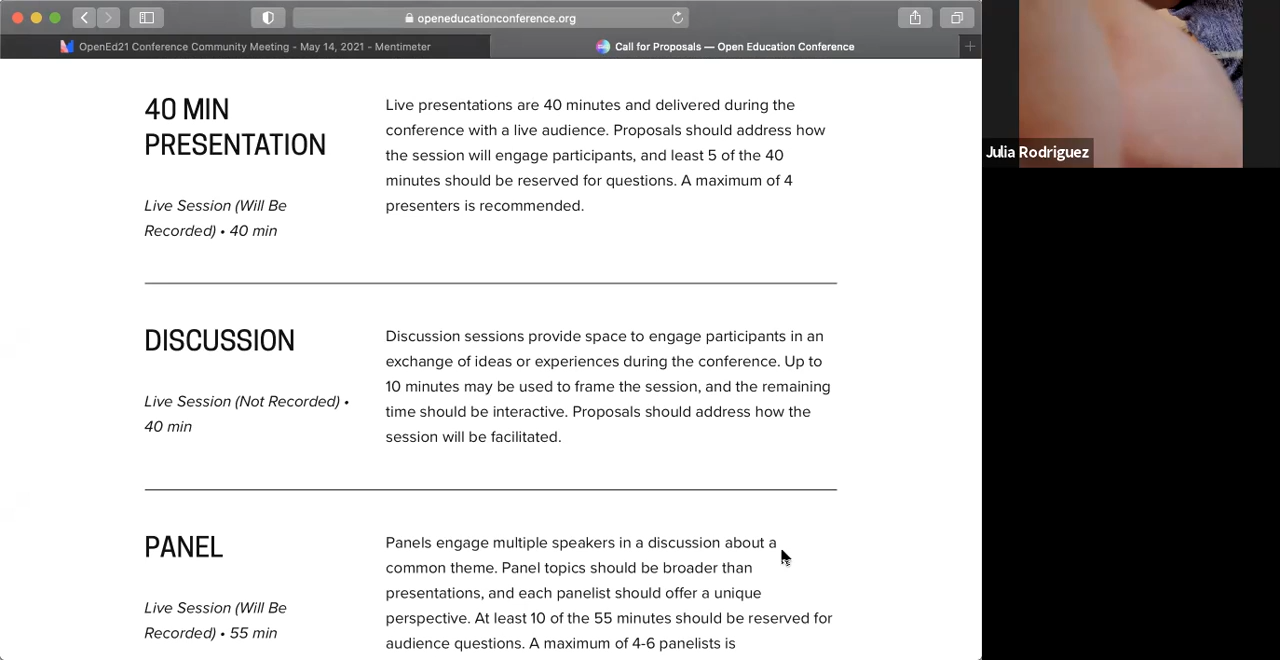 openeducationconference.org
OpenEd21 Conference Community Meeting - May 14, 2021 - Mentimeter
Call for Proposals — Open Education Conference
40 MIN
PRESENTATION
Live Session (Will Be
Recorded) • 40 min
Live presentations are 40 minutes and delivered during the
conference with a live audience. Proposals should address how
the session will engage participants, and least 5 of the 40
minutes should be reserved for questions. A maximum of 4
presenters is recommended.
DISCUSSION
Live Session (Not Recorded) •
40 min
Discussion sessions provide space to engage participants in an
exchange of ideas or experiences during the conference. Up to
10 minutes may be used to frame the session, and the remaining
time should be interactive. Proposals should address how the
session will be facilitated.
PANEL
Live Session (Will Be
Recorded) • 55 min
Panels engage multiple speakers in a discussion about a
common theme. Panel topics should be broader than
presentations, and each panelist should offer a unique
perspective. At least 10 of the 55 minutes should be reserved for
audience questions. A maximum of 4-6 panelists is
Julia Rodriguez